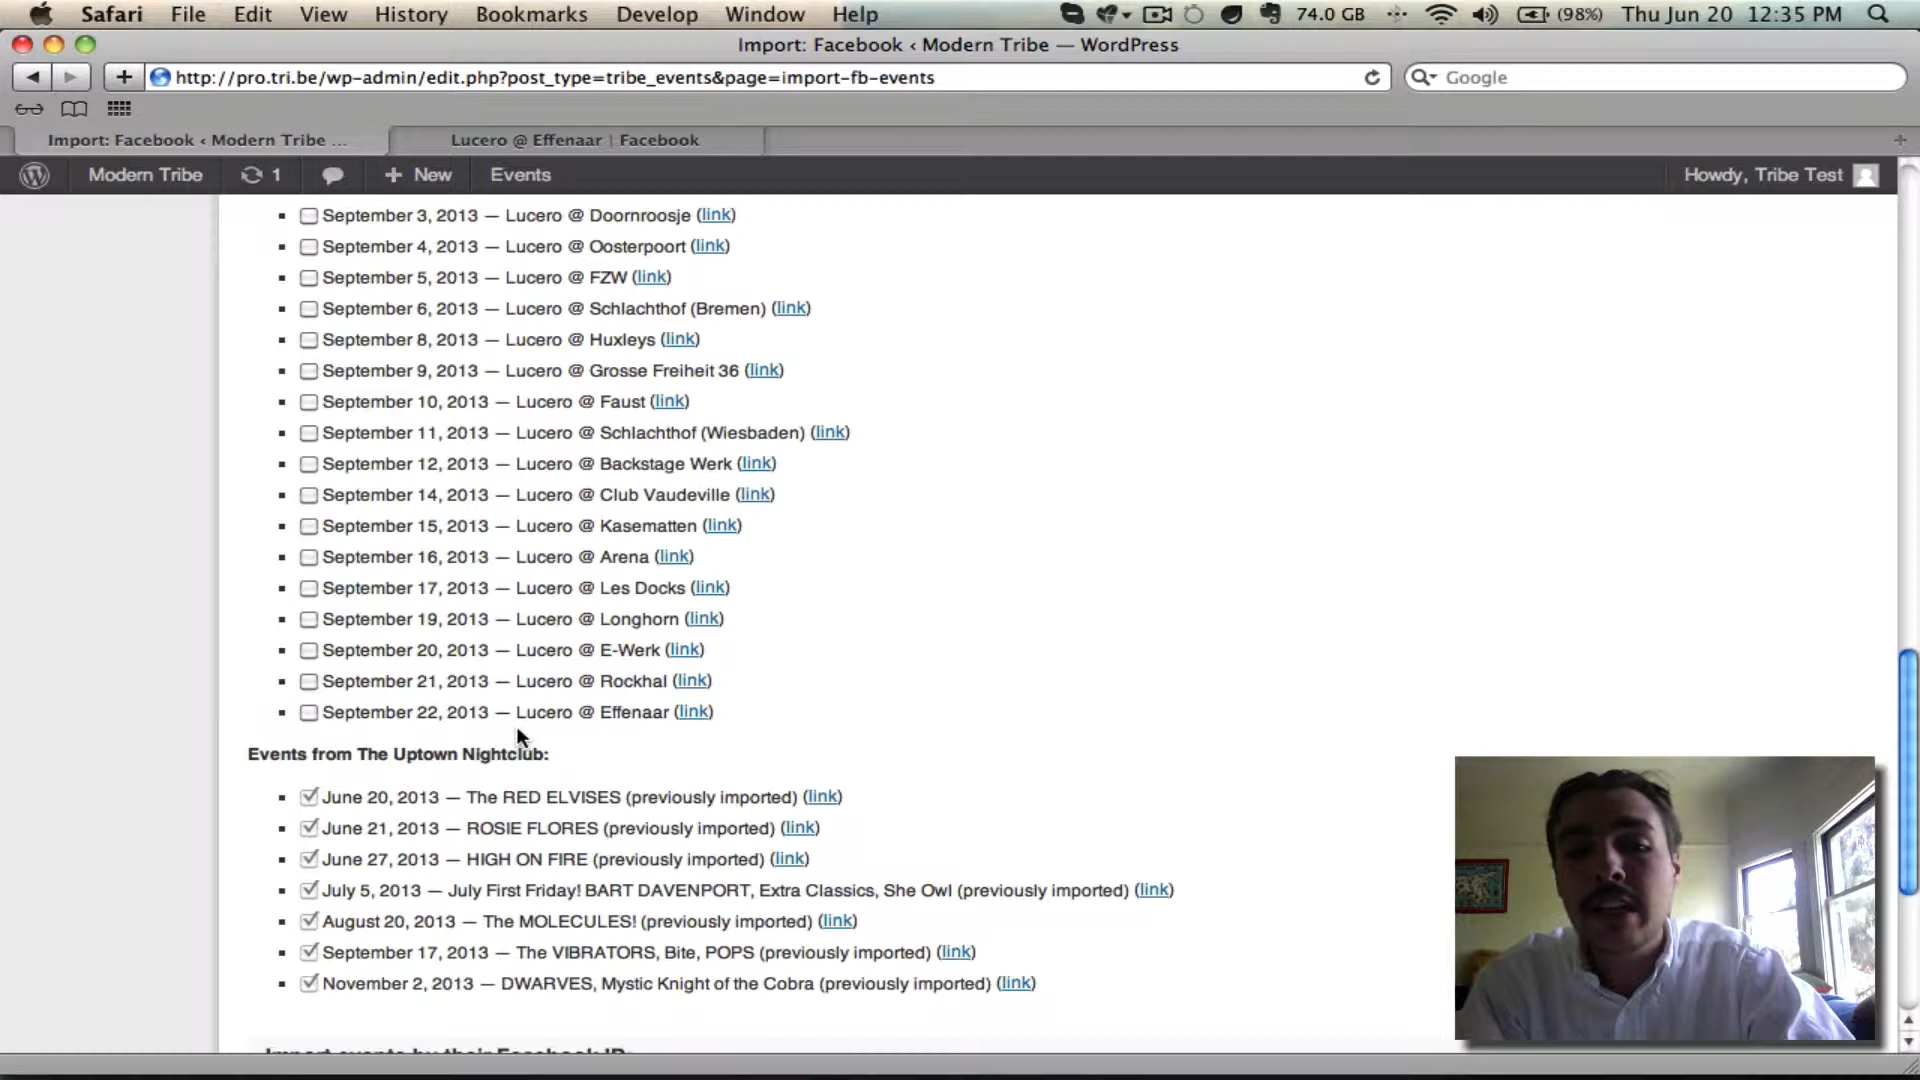 Safari File Edit View History Bookmarks Develop Window Help 74.0 GB (98%) Thu Jun 20 12:35 PM
Import: Facebook ‹ Modern Tribe — WordPress
http://pro.tri.be/wp-admin/edit.php?post_type=tribe_events&page=import-fb-events Google
Import: Facebook ‹ Modern Tribe ... Lucero @ Effenaar | Facebook
Modern Tribe 1 + New Events Howdy, Tribe Test
September 3, 2013 — Lucero @ Doornroosje (link)
September 4, 2013 — Lucero @ Oosterpoort (link)
September 5, 2013 — Lucero @ FZW (link)
September 6, 2013 — Lucero @ Schlachthof (Bremen) (link)
September 8, 2013 — Lucero @ Huxleys (link)
September 9, 2013 — Lucero @ Grosse Freiheit 36 (link)
September 10, 2013 — Lucero @ Faust (link)
September 11, 2013 — Lucero @ Schlachthof (Wiesbaden) (link)
September 12, 2013 — Lucero @ Backstage Werk (link)
September 14, 2013 — Lucero @ Club Vaudeville (link)
September 15, 2013 — Lucero @ Kasematten (link)
September 16, 2013 — Lucero @ Arena (link)
September 17, 2013 — Lucero @ Les Docks (link)
September 19, 2013 — Lucero @ Longhorn (link)
September 20, 2013 — Lucero @ E-Werk (link)
September 21, 2013 — Lucero @ Rockhal (link)
September 22, 2013 — Lucero @ Effenaar (link)
Events from The Uptown Nightclub:
June 20, 2013 — The RED ELVISES (previously imported) (link)
June 21, 2013 — ROSIE FLORES (previously imported) (link)
June 27, 2013 — HIGH ON FIRE (previously imported) (link)
July 5, 2013 — July First Friday! BART DAVENPORT, Extra Classics, She Owl (previously imported) (link)
August 20, 2013 — The MOLECULES! (previously imported) (link)
September 17, 2013 — The VIBRATORS, Bite, POPS (previously imported) (link)
November 2, 2013 — DWARVES, Mystic Knight of the Cobra (previously imported) (link)
Import events by their Facebook ID: